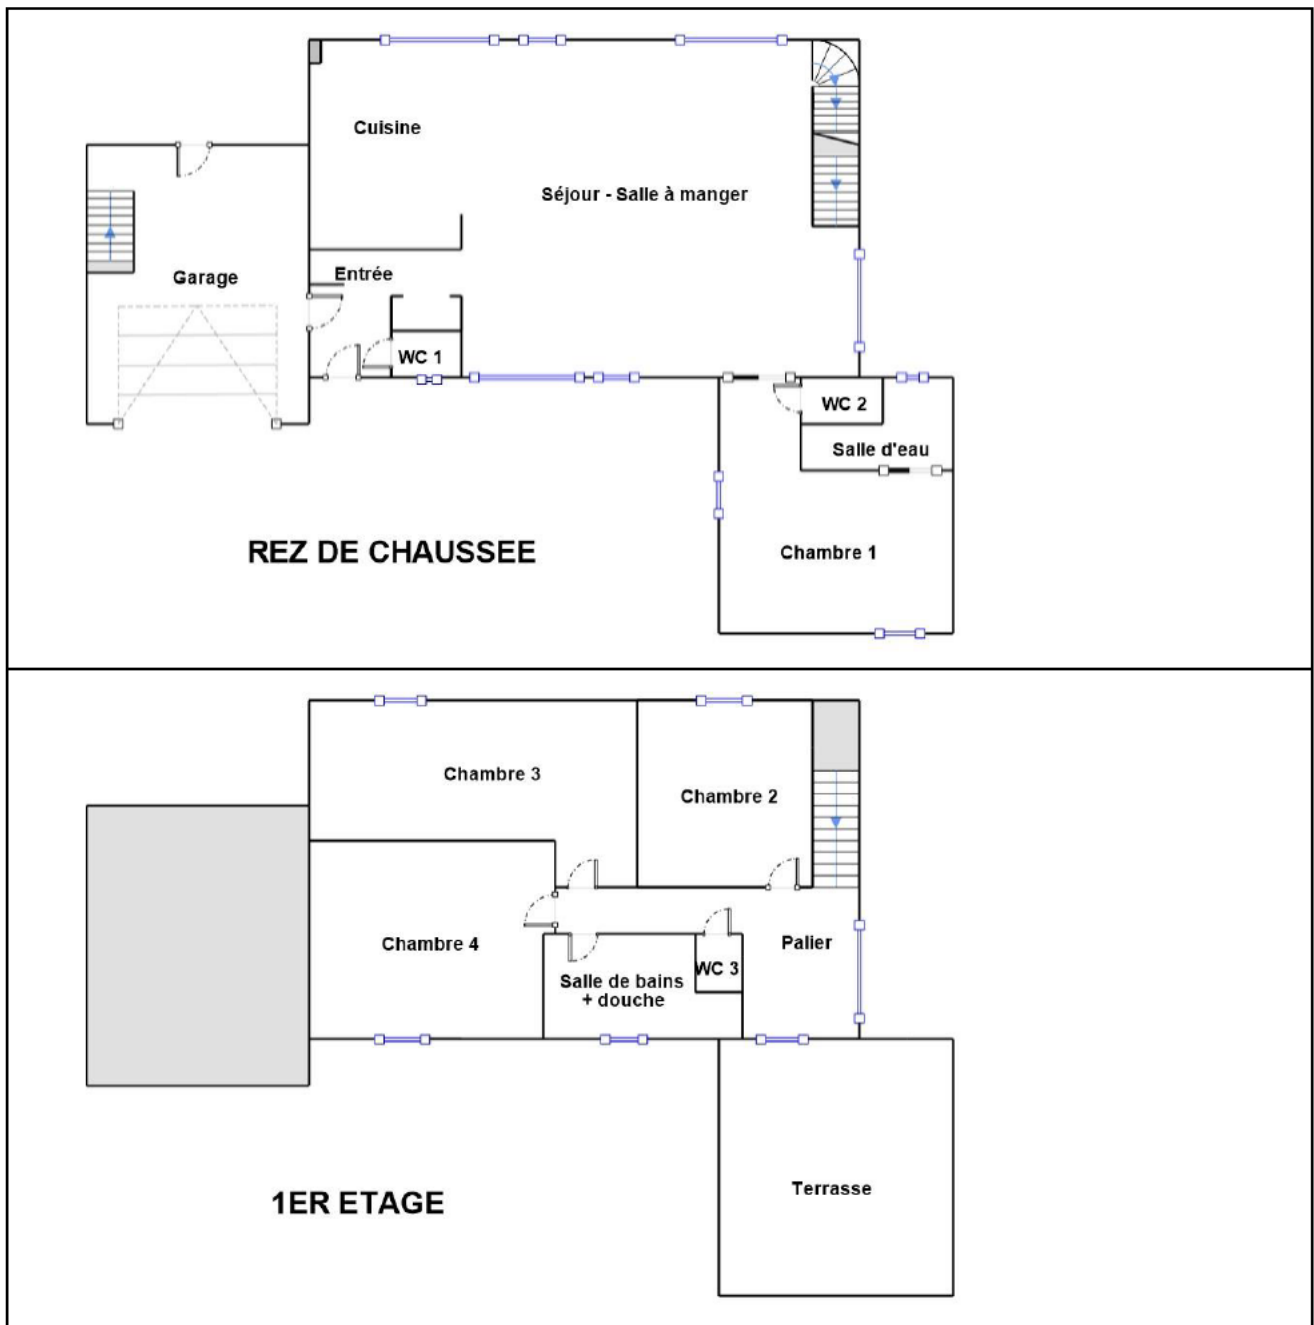 Cuisine
Séjour - Salle à manger
Garage
Entrée
WC 1
WC 2
Salle d'eau
Chambre 1
REZ DE CHAUSSEE
Chambre 3
Chambre 2
Chambre 4
Palier
WC 3
Salle de bains
+ douche
Terrasse
1ER ETAGE